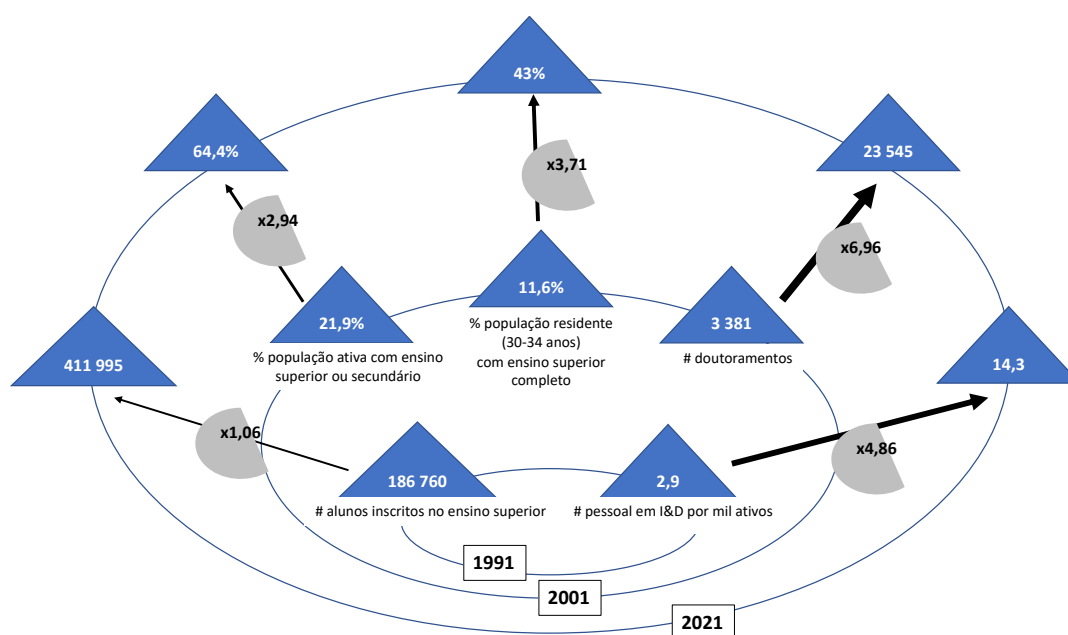 43%
64,4%
23 545
x3,71
x2,94
x6,96
11,6%
21,9%
3 381
% população residente
(30-34 anos)
com ensino superior
completo
% população ativa com ensino
superior ou secundário
# doutoramentos
411 995
14,3
x1,06
x4,86
186 760
2,9
# alunos inscritos no ensino superior
# pessoal em I&D por mil ativos
1991
2001
2021